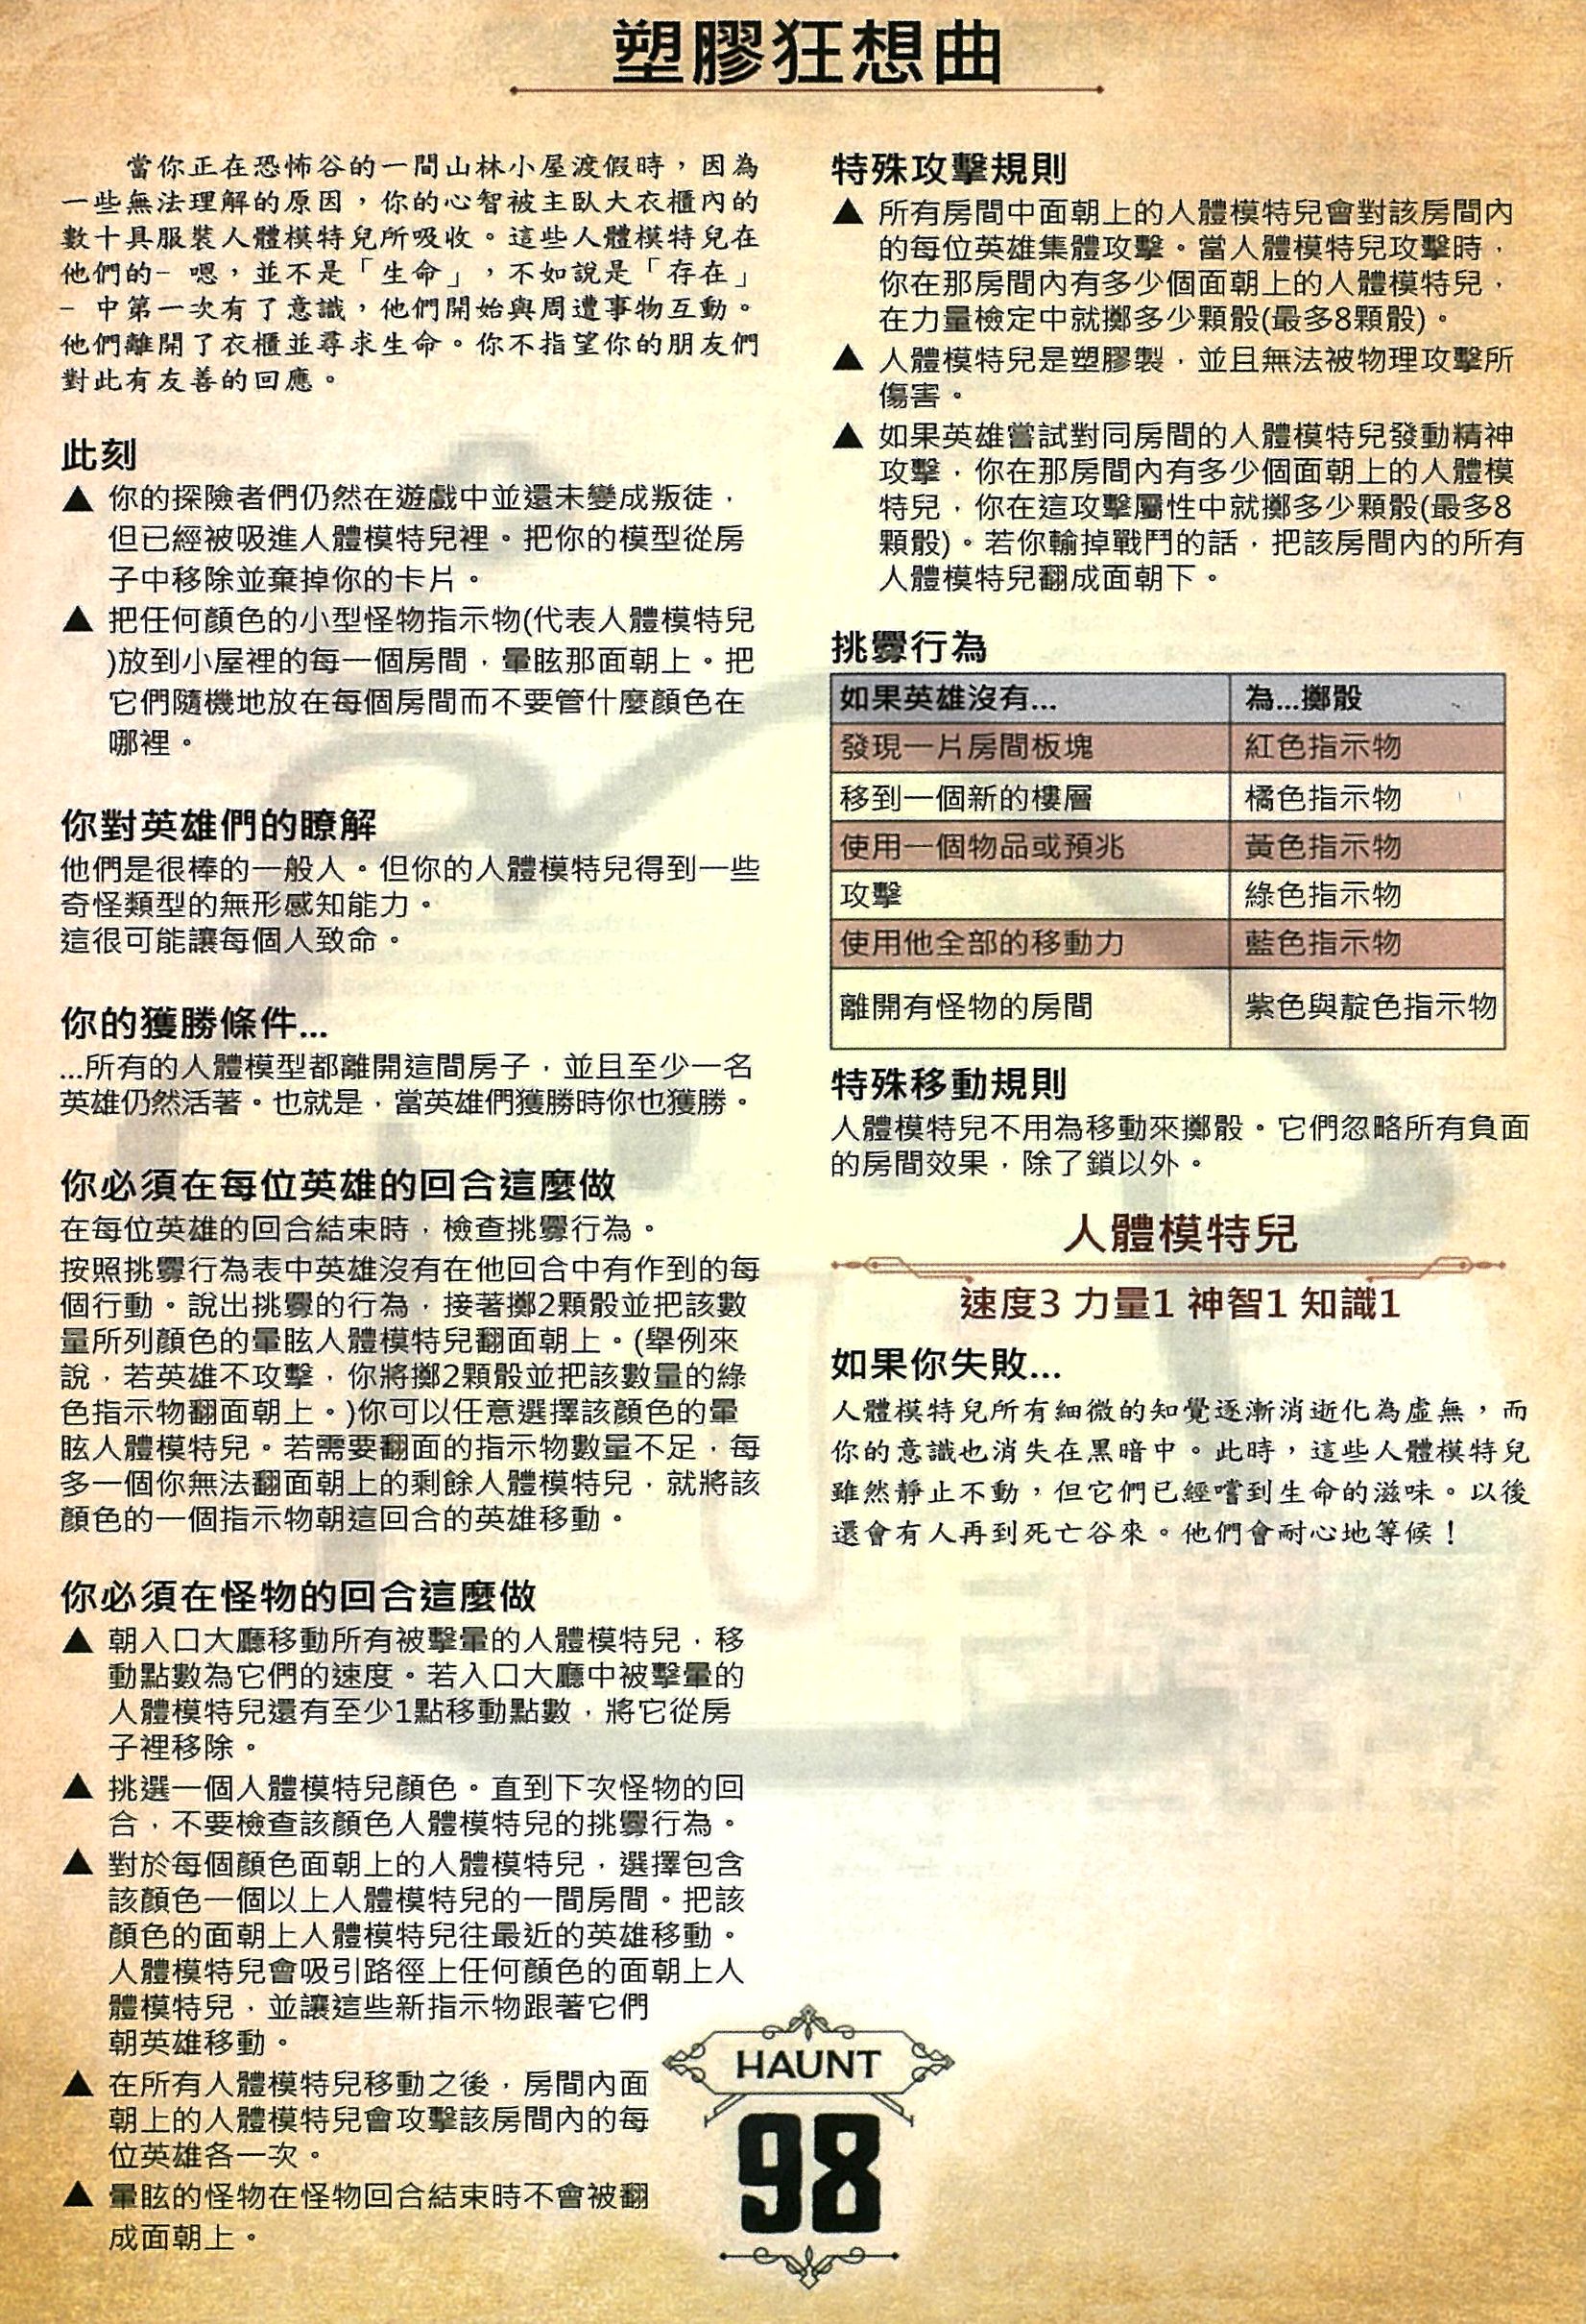 塑膠狂想曲
當你正在恐怖谷的一間山林小屋渡假時，因為
一些無法理解的原因，你的心智被主臥大衣櫃內的
數十具服裝人體模特兒所吸收。這些人體模特兒在
他們的– 嗯，並不是「生命」，不如說是「存在」
– 中第一次有了意識，他們開始與周遭事物互動。
他們離開了衣櫃並尋求生命。你不指望你的朋友們
對此有友善的回應。
此刻
▲ 你的探險者們仍然在遊戲中並還未變成叛徒，
但已經被吸進人體模特兒裡。把你的模型從房
子中移除並棄掉你的卡片。
▲ 把任何顏色的小型怪物指示物(代表人體模特兒
)放到小屋裡的每一個房間，暈眩那面朝上。把
它們隨機地放在每個房間而不要管什麼顏色在
哪裡。
你對英雄們的瞭解
他們是很棒的一般人。但你的人體模特兒得到一些
奇怪類型的無形感知能力。
這很可能讓每個人致命。
你的獲勝條件...
...所有的人體模型都離開這間房子，並且至少一名
英雄仍然活著。也就是，當英雄們獲勝時你也獲勝。
你必須在每位英雄的回合這麼做
在每位英雄的回合結束時，檢查挑釁行為。
按照挑釁行為表中英雄沒有在他回合中有作到的每
個行動。說出挑釁的行為，接著擲2顆骰並把該數
量所列顏色的暈眩人體模特兒翻面朝上。(舉例來
說，若英雄不攻擊，你將擲2顆骰並把該數量的綠
色指示物翻面朝上。)你可以任意選擇該顏色的暈
眩人體模特兒。若需要翻面的指示物數量不足，每
多一個你無法翻面朝上的剩餘人體模特兒，就將該
顏色的一個指示物朝這回合的英雄移動。
你必須在怪物的回合這麼做
▲ 朝入口大廳移動所有被擊暈的人體模特兒，移
動點數為它們的速度。若入口大廳中被擊暈的
人體模特兒還有至少1點移動點數，將它從房
子裡移除。
▲ 挑選一個人體模特兒顏色。直到下次怪物的回
合，不要檢查該顏色人體模特兒的挑釁行為。
▲ 對於每個顏色面朝上的人體模特兒，選擇包含
該顏色一個以上人體模特兒的一間房間。把該
顏色的面朝上人體模特兒往最近的英雄移動。
人體模特兒會吸引路徑上任何顏色的面朝上人
體模特兒，並讓這些新指示物跟著它們
朝英雄移動。
▲ 在所有人體模特兒移動之後，房間內面
朝上的人體模特兒會攻擊該房間內的每
位英雄各一次。
▲ 暈眩的怪物在怪物回合結束時不會被翻
成面朝上。
特殊攻擊規則
▲ 所有房間中面朝上的人體模特兒會對該房間內
的每位英雄集體攻擊。當人體模特兒攻擊時，
你在那房間內有多少個面朝上的人體模特兒，
在力量檢定中就擲多少顆骰(最多8顆骰)。
▲ 人體模特兒是塑膠製，並且無法被物理攻擊所
傷害。
▲ 如果英雄嘗試對同房間的人體模特兒發動精神
攻擊，你在那房間內有多少個面朝上的人體模
特兒，你在這攻擊屬性中就擲多少顆骰(最多8
顆骰)。若你輸掉戰鬥的話，把該房間內的所有
人體模特兒翻成面朝下。
挑釁行為
如果英雄沒有... 為...擲骰
發現一片房間板塊 紅色指示物
移到一個新的樓層 橘色指示物
使用一個物品或預兆 黃色指示物
攻擊 綠色指示物
使用他全部的移動力 藍色指示物
離開有怪物的房間 紫色與靛色指示物
特殊移動規則
人體模特兒不用為移動來擲骰。它們忽略所有負面
的房間效果，除了鎖以外。
人體模特兒
速度3 力量1 神智1 知識1
如果你失敗...
人體模特兒所有細微的知覺逐漸消逝化為虛無，而
你的意識也消失在黑暗中。此時，這些人體模特兒
雖然靜止不動，但它們已經嚐到生命的滋味。以後
還會有人再到死亡谷來。他們會耐心地等候！
HAUNT
98